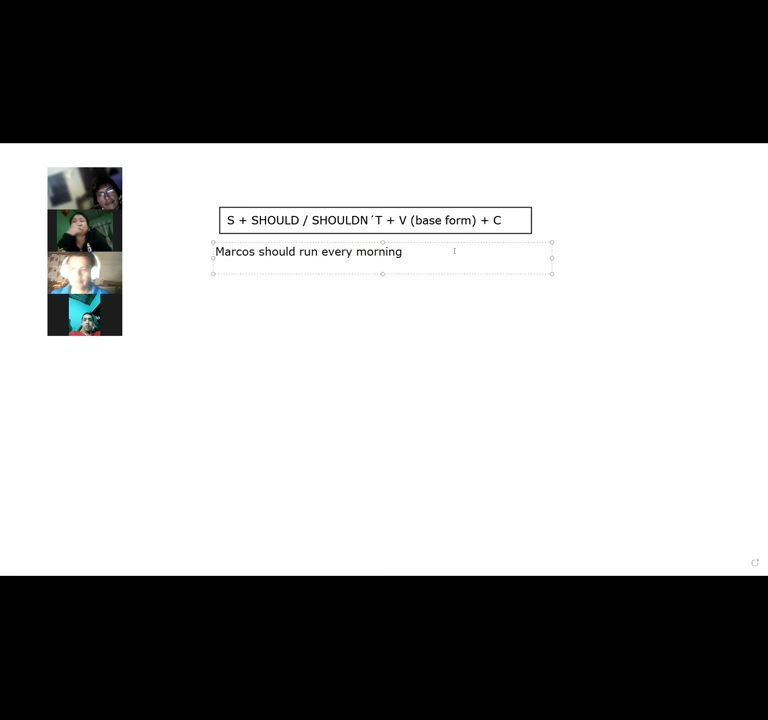 S + SHOULD / SHOULDN´T + V (base form) + C
Marcos should run every morning